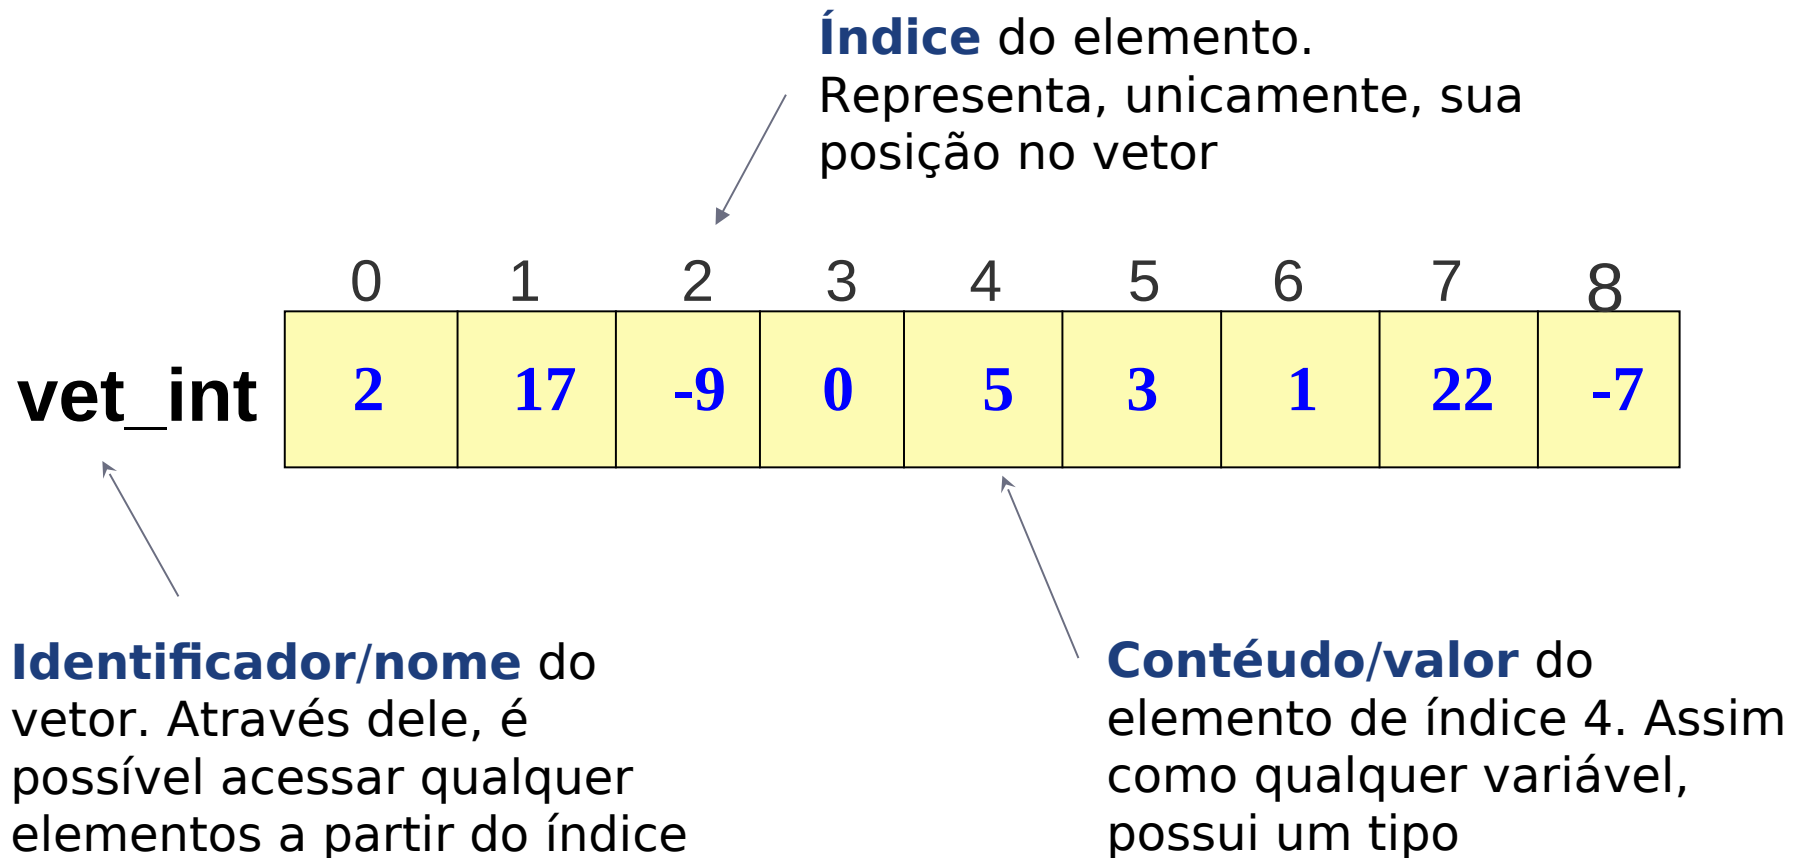 Índice do elemento.
Representa, unicamente, sua
posição no vetor
0 1 2 3 4 5 6 7 8
vet_int 2 17 -9 0 5 3 1 22 -7
Identificador/nome do
vetor. Através dele, é
possível acessar qualquer
elementos a partir do índice
Contéudo/valor do
elemento de índice 4. Assim
como qualquer variável,
possui um tipo